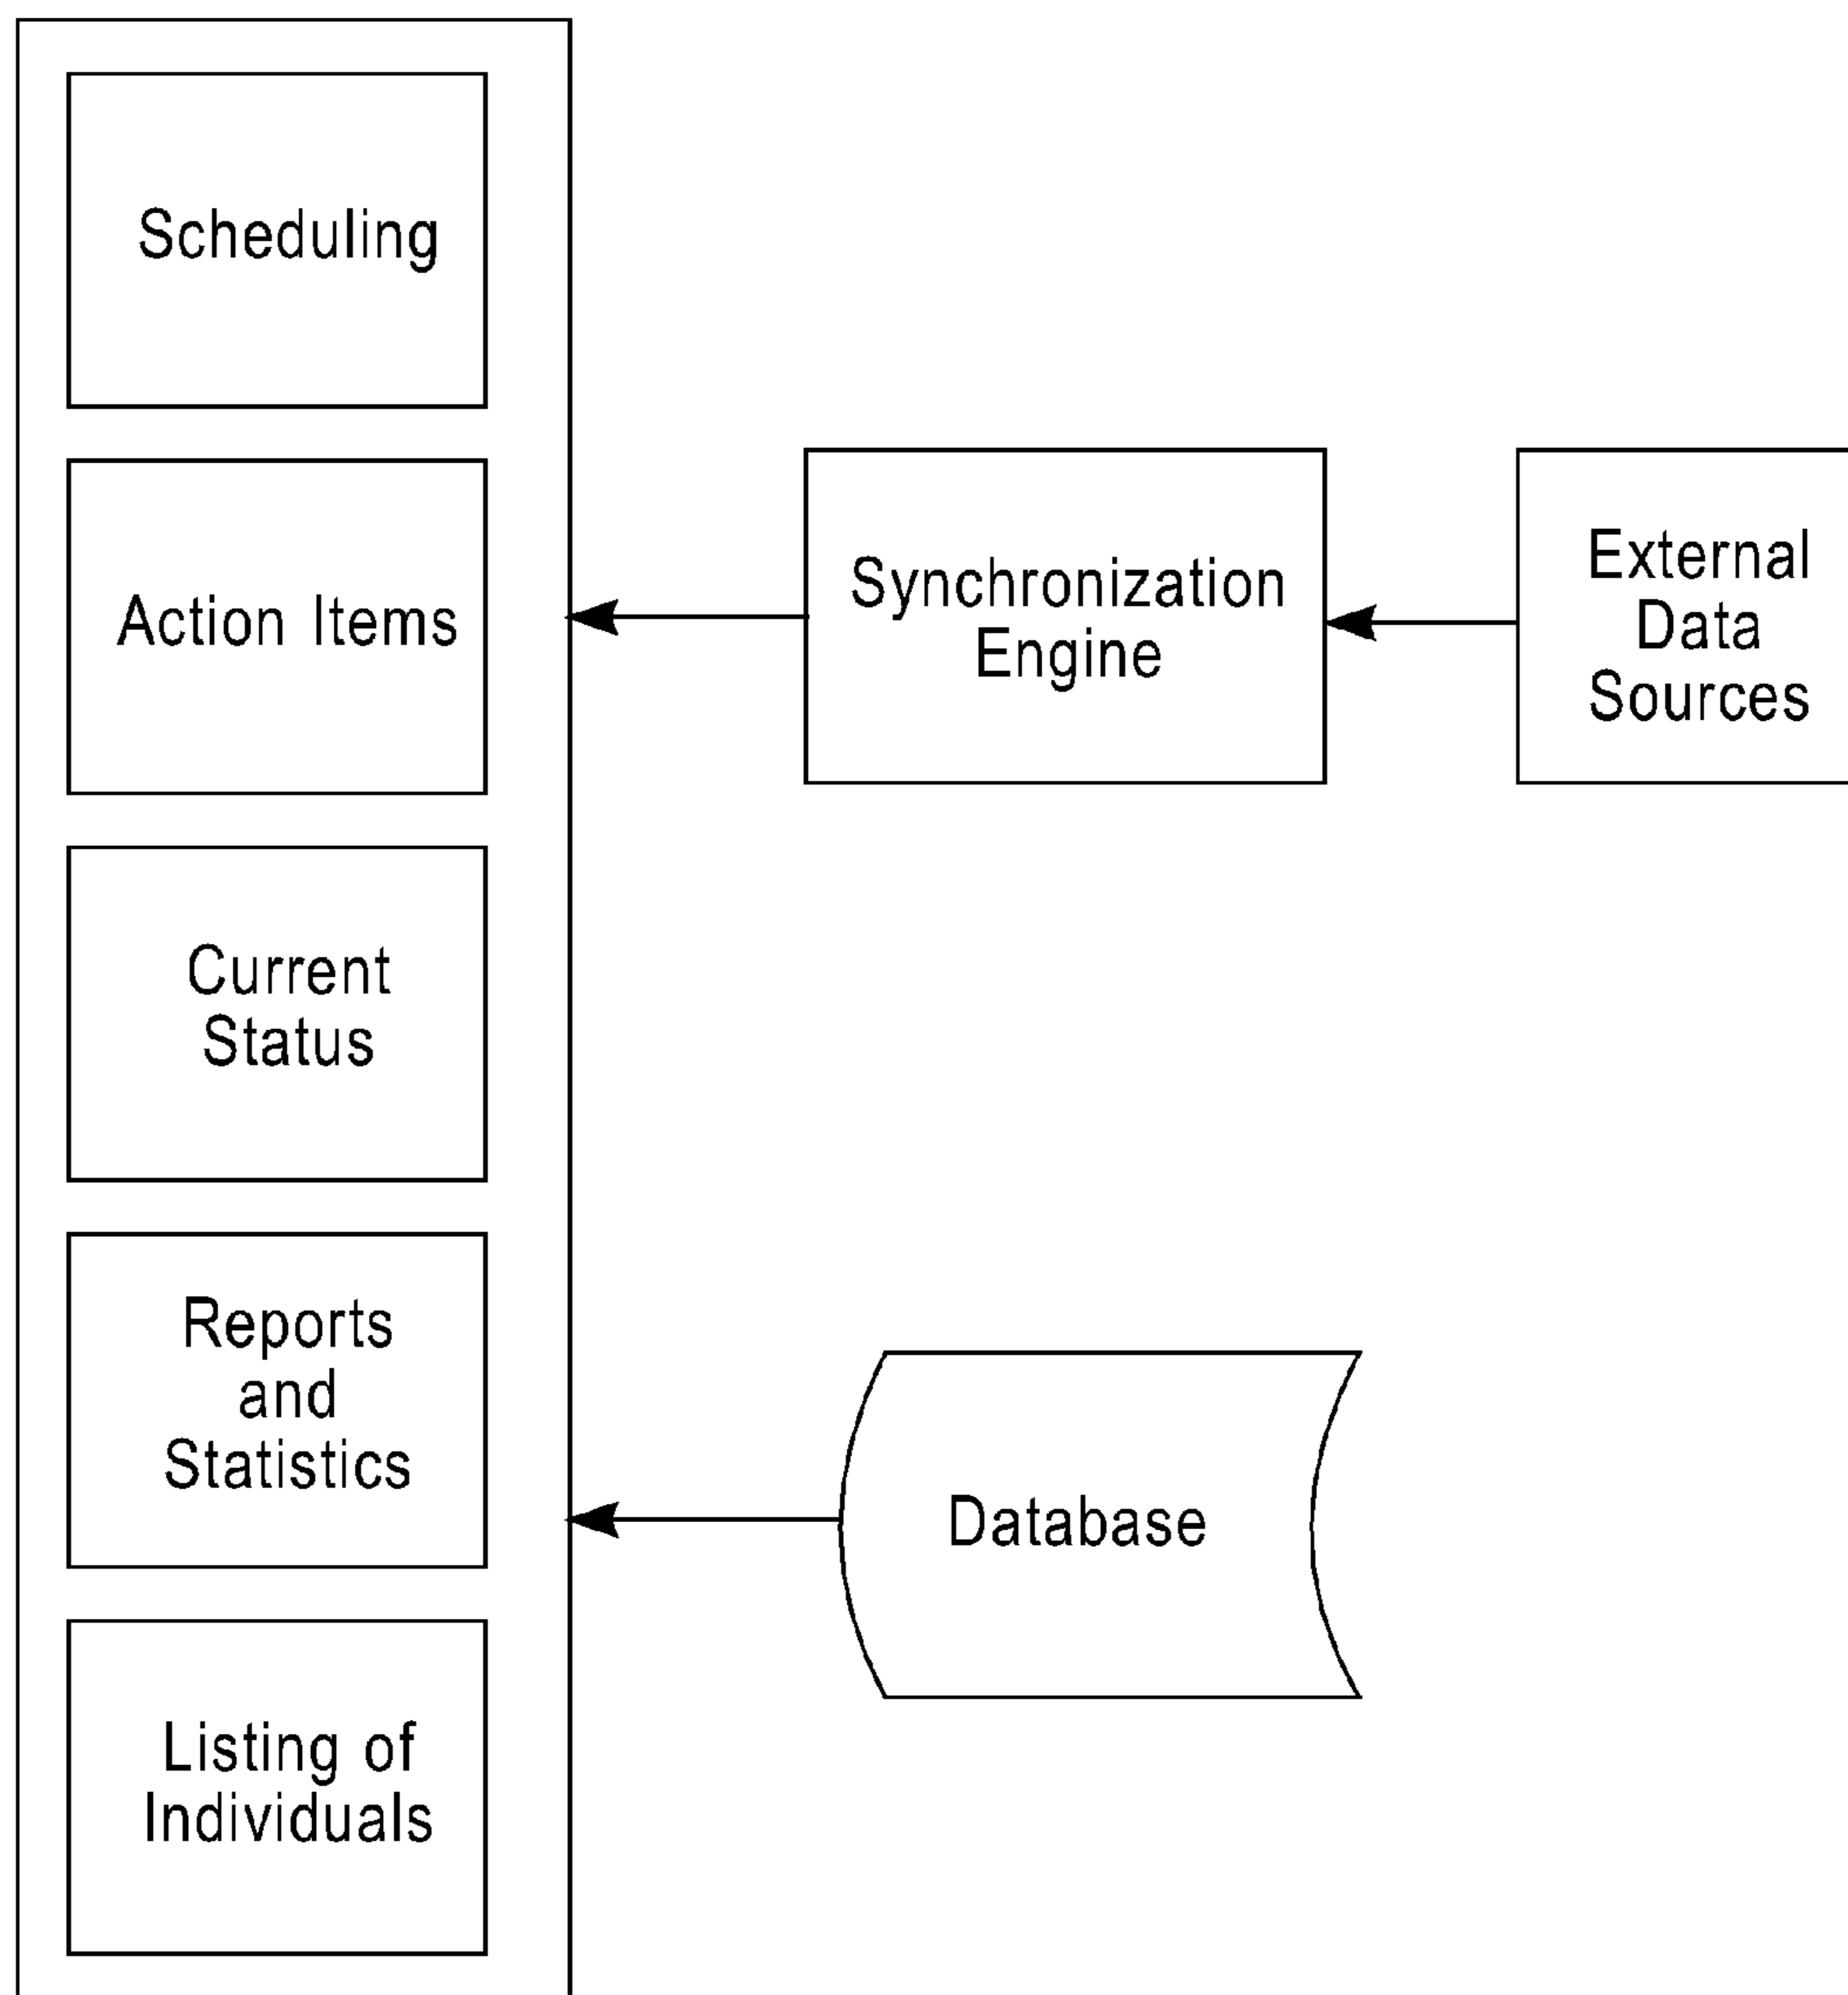 Scheduling
Action Items
Current
Status
Reports
and
Statistics
Listing of
Individuals
Synchronization
Engine
External
Data
Sources
Database